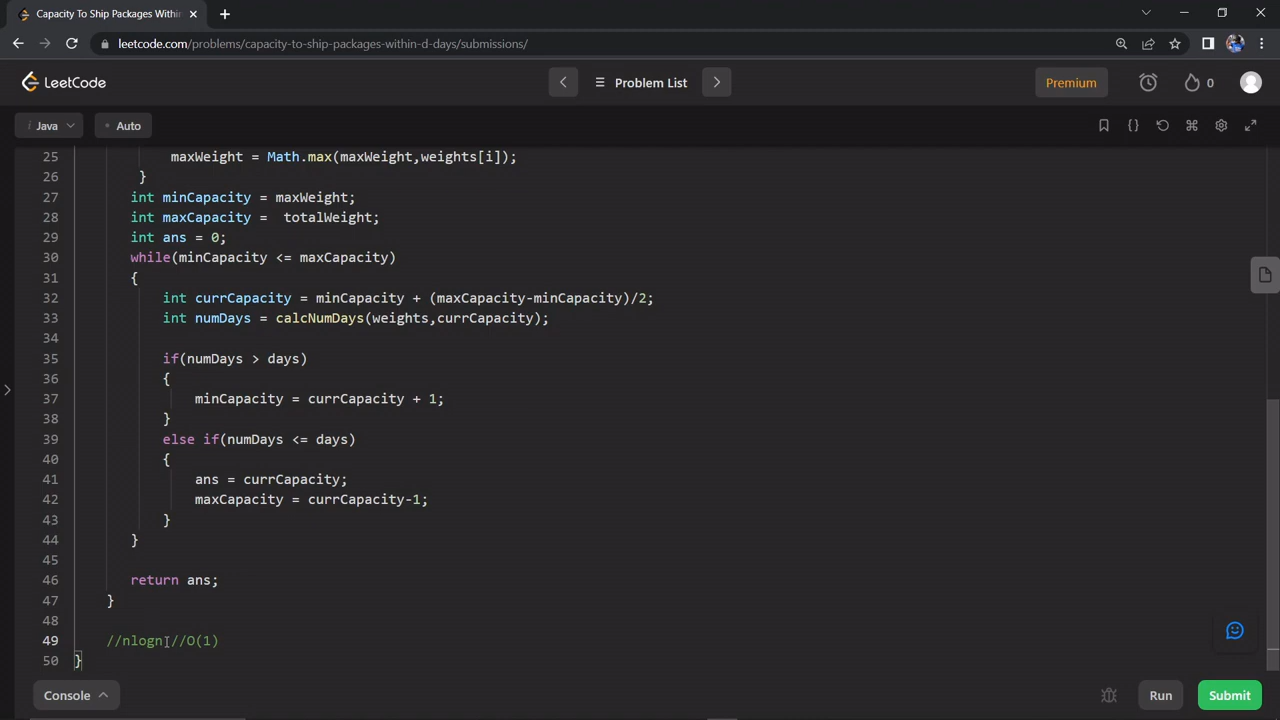 Capacity To Ship Packages Within
leetcode.com/problems/capacity-to-ship-packages-within-d-days/submissions/
LeetCode
Problem List
Premium
0
i Java
Auto
25 maxWeight = Math.max(maxWeight,weights[i]);
26 }
27 int minCapacity = maxWeight;
28 int maxCapacity =  totalWeight;
29 int ans = 0;
30 while(minCapacity <= maxCapacity)
31 {
32 int currCapacity = minCapacity + (maxCapacity-minCapacity)/2;
33 int numDays = calcNumDays(weights,currCapacity);
34
35 if(numDays > days)
36 {
37 minCapacity = currCapacity + 1;
38 }
39 else if(numDays <= days)
40 {
41 ans = currCapacity;
42 maxCapacity = currCapacity-1;
43 }
44 }
45
46 return ans;
47 }
48
49 //nlogn //O(1)
50 }
Console
Run
Submit